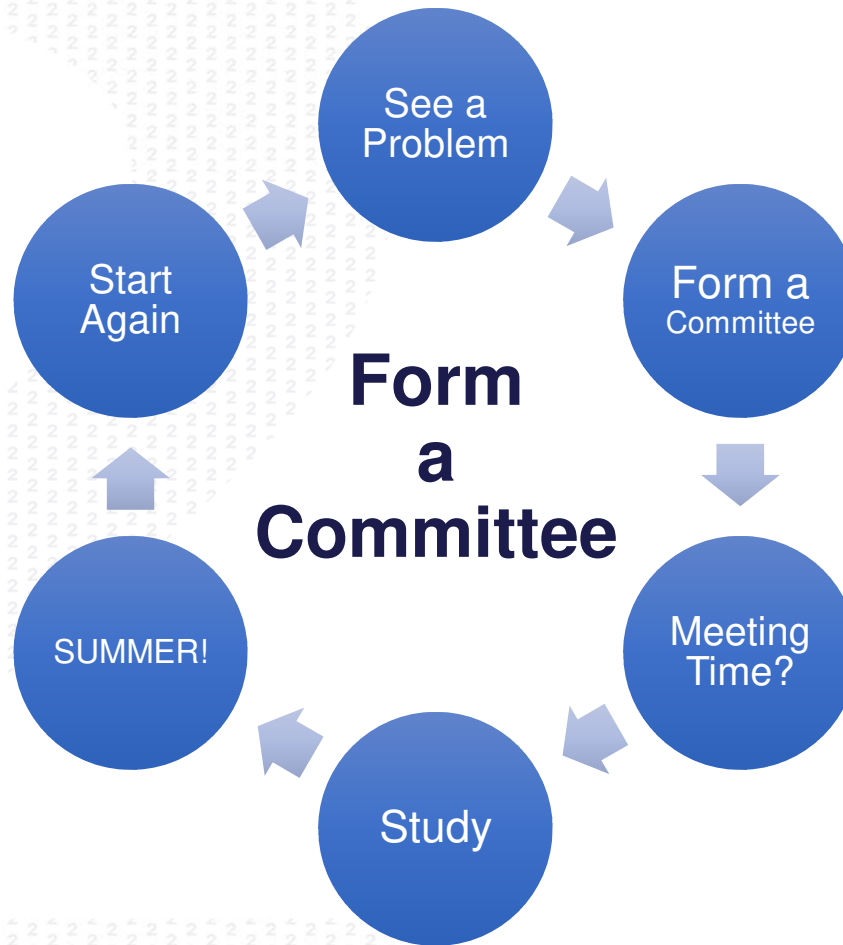 See a
Problem
Form a
Committee
Meeting
Time?
Study
SUMMER!
Start
Again
Form
a
Committee